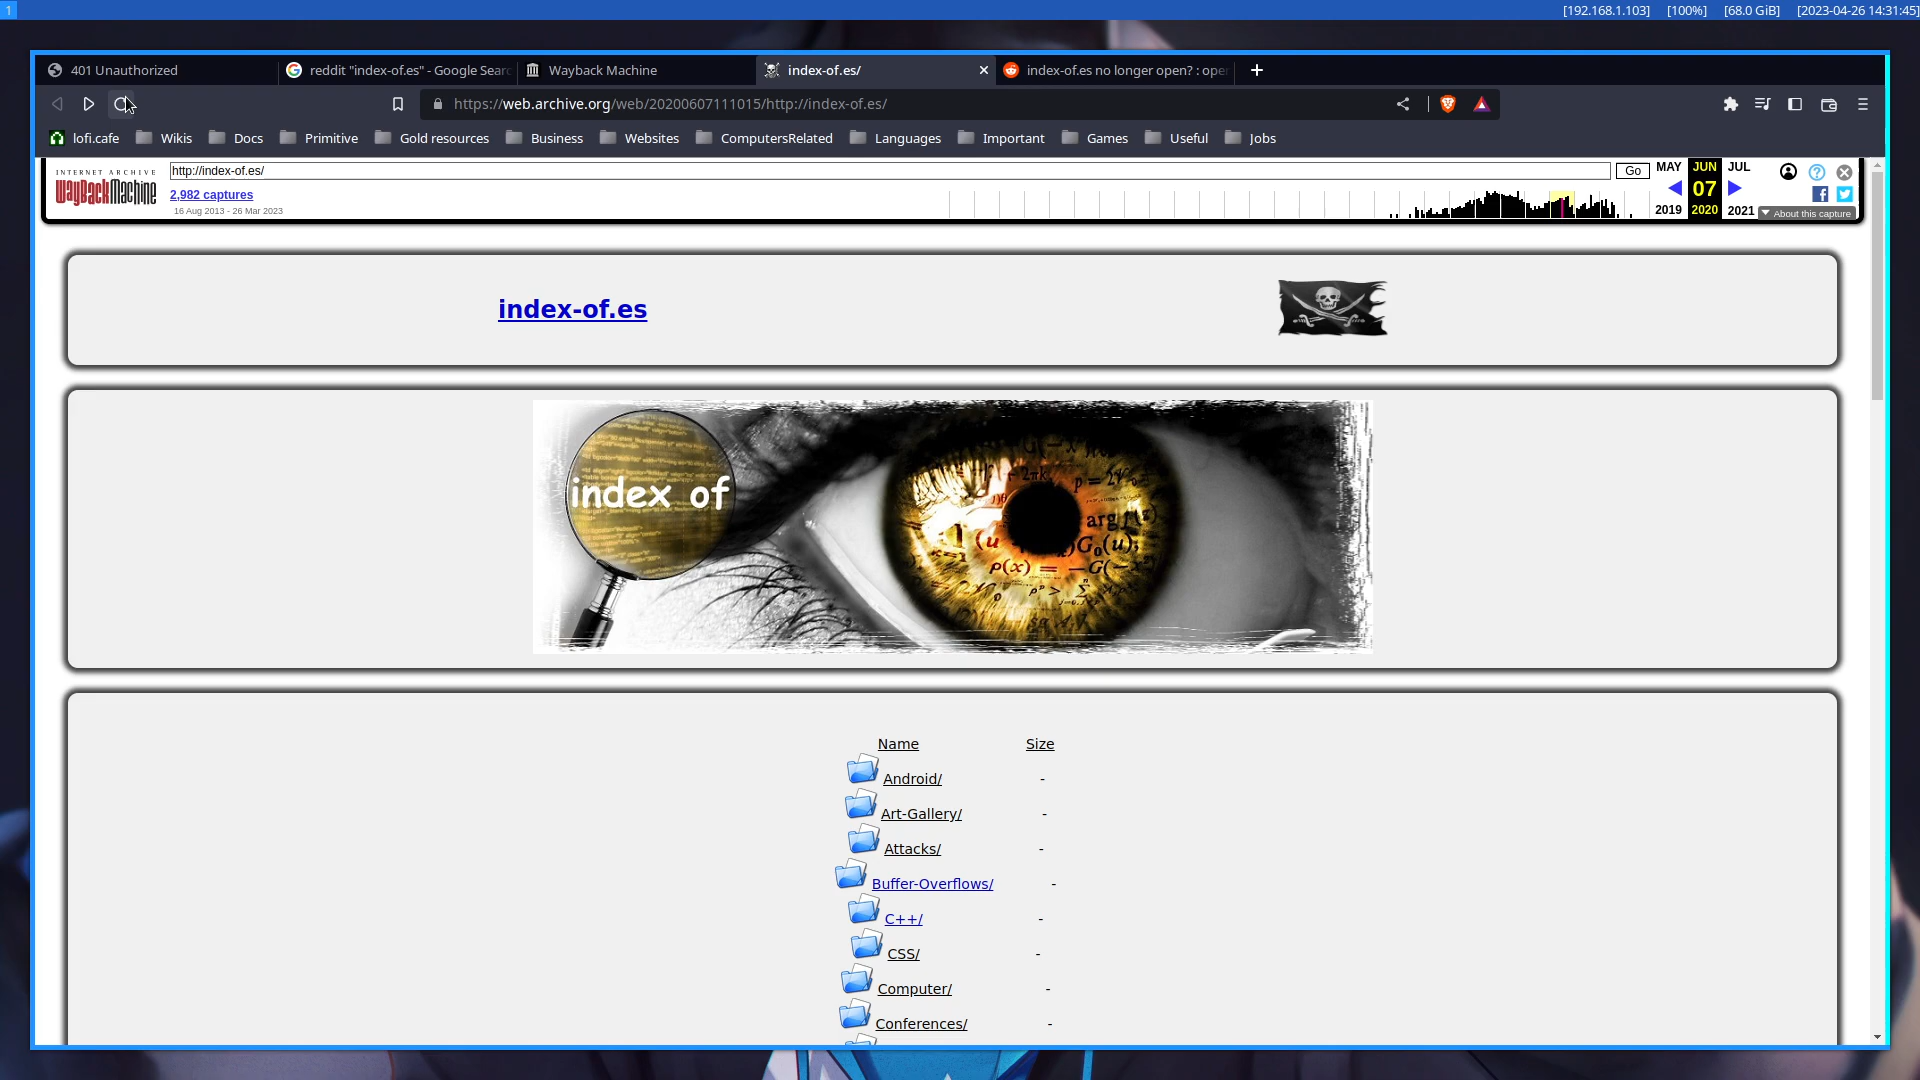 1 [192.168.1.103] [100%] [68.0 GiB] [2023-04-26 14:31:45]
401 Unauthorized reddit "index-of.es" - Google Sear Wayback Machine index-of.es/ index-of.es no longer open? : ope
https://web.archive.org/web/20200607111015/http://index-of.es/
lofi.cafe Wikis Docs Primitive Gold resources Business Websites ComputersRelated Languages Important Games Useful Jobs
INTERNET ARCHIVE
WayBackMachine
http://index-of.es/ Go MAY JUN JUL
2,982 captures 07
16 Aug 2013 - 26 Mar 2023 2019 2020 2021 About this capture
index-of.es
index of
Name Size
Android/ -
Art-Gallery/ -
Attacks/ -
Buffer-Overflows/ -
C++/ -
CSS/ -
Computer/ -
Conferences/ -